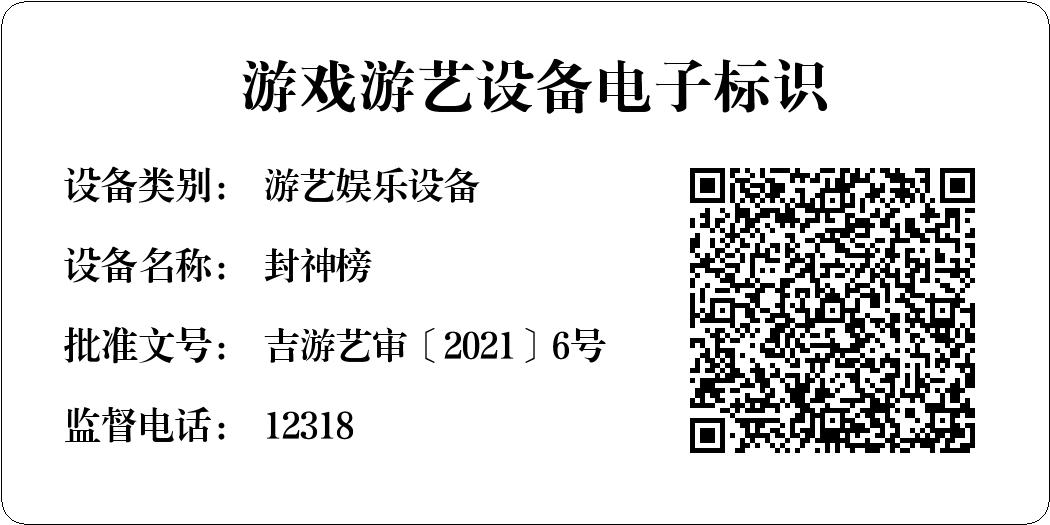 游戏游艺设备电子标识
设备类别： 游艺娱乐设备
设备名称： 封神榜
批准文号： 吉游艺审〔2021〕6号
监督电话： 12318